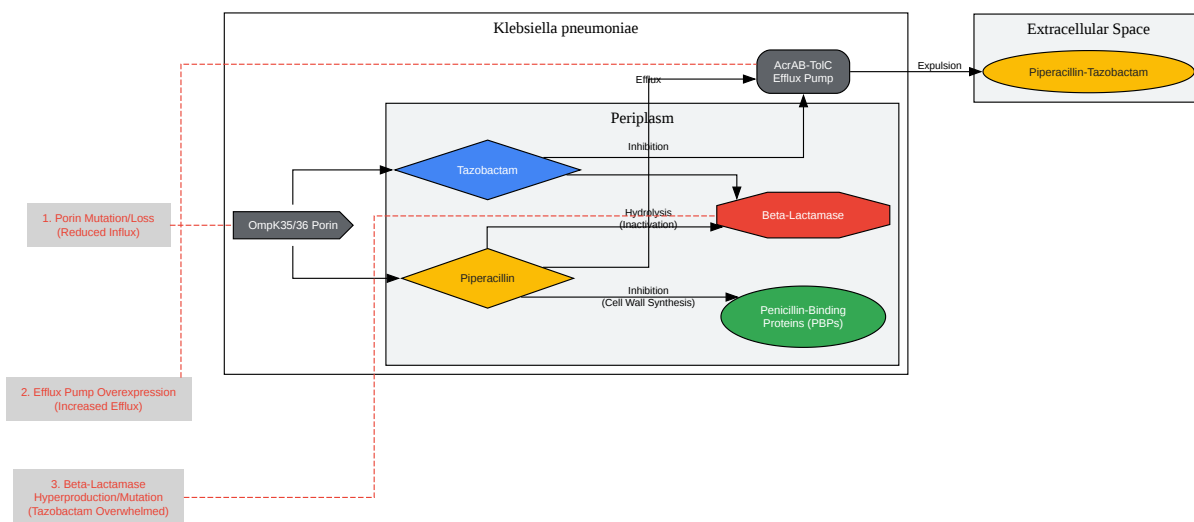 Klebsiella pneumoniae
Extracellular Space
AcrAB-TolC
Efflux Pump
Expulsion
Piperacillin-Tazobactam
Efflux
Periplasm
Inhibition
Tazobactam
1. Porin Mutation/Loss
(Reduced Influx)
OmpK35/36 Porin
Hydrolysis
(Inactivation)
Beta-Lactamase
Piperacillin
Inhibition
(Cell Wall Synthesis)
Penicillin-Binding
Proteins (PBPs)
2. Efflux Pump Overexpression
(Increased Efflux)
3. Beta-Lactamase
Hyperproduction/Mutation
(Tazobactam Overwhelmed)